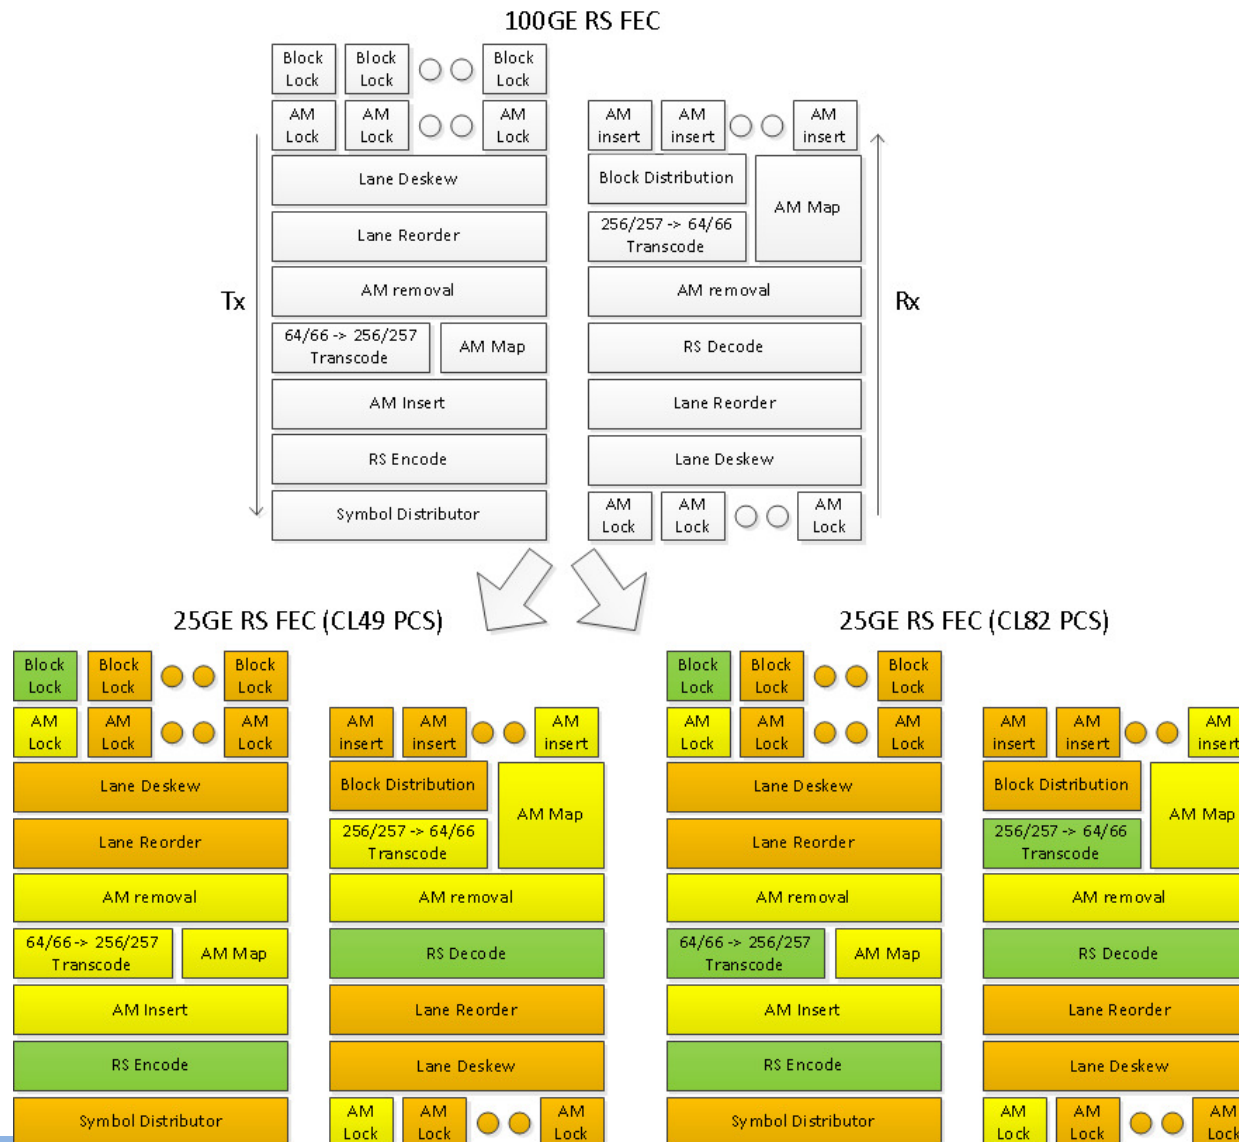 100GE RS FEC
Block Lock
Block Lock
Block Lock
AM Lock
AM Lock
AM Lock
Lane Deskew
Lane Reorder
AM removal
64/66 -> 256/257
Transcode
AM Map
AM Insert
RS Encode
Symbol Distributor
Tx
AM insert
AM insert
AM insert
Block Distribution
AM Map
256/257 -> 64/66
Transcode
AM removal
RS Decode
Lane Reorder
Lane Deskew
AM Lock
AM Lock
AM Lock
Rx
25GE RS FEC (CL49 PCS)
Block Lock
Block Lock
Block Lock
AM Lock
AM Lock
AM Lock
Lane Deskew
Lane Reorder
AM removal
64/66 -> 256/257
Transcode
AM Map
AM Insert
RS Encode
Symbol Distributor
AM insert
AM insert
AM insert
Block Distribution
AM Map
256/257 -> 64/66
Transcode
AM removal
RS Decode
Lane Reorder
Lane Deskew
AM Lock
AM Lock
AM Lock
25GE RS FEC (CL82 PCS)
Block Lock
Block Lock
Block Lock
AM Lock
AM Lock
AM Lock
Lane Deskew
Lane Reorder
AM removal
64/66 -> 256/257
Transcode
AM Map
AM Insert
RS Encode
Symbol Distributor
AM insert
AM insert
AM insert
Block Distribution
AM Map
256/257 -> 64/66
Transcode
AM removal
RS Decode
Lane Reorder
Lane Deskew
AM Lock
AM Lock
AM Lock